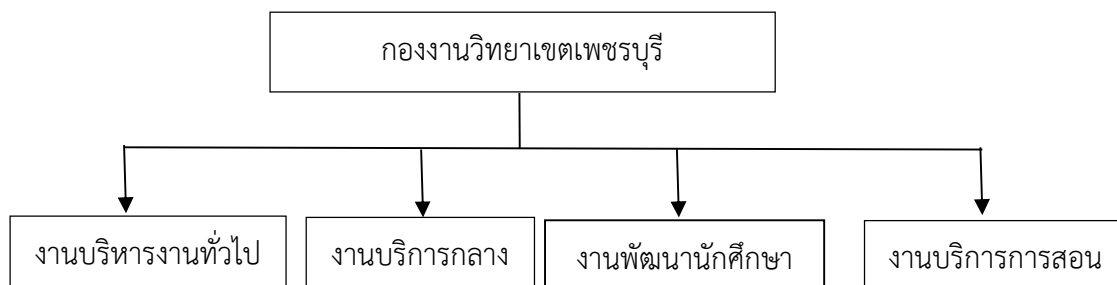 กองงานวิทยาเขตเพชรบุรี
งานบริหารงานทั่วไป
งานบริการกลาง
งานพัฒนานักศึกษา
งานบริการการสอน